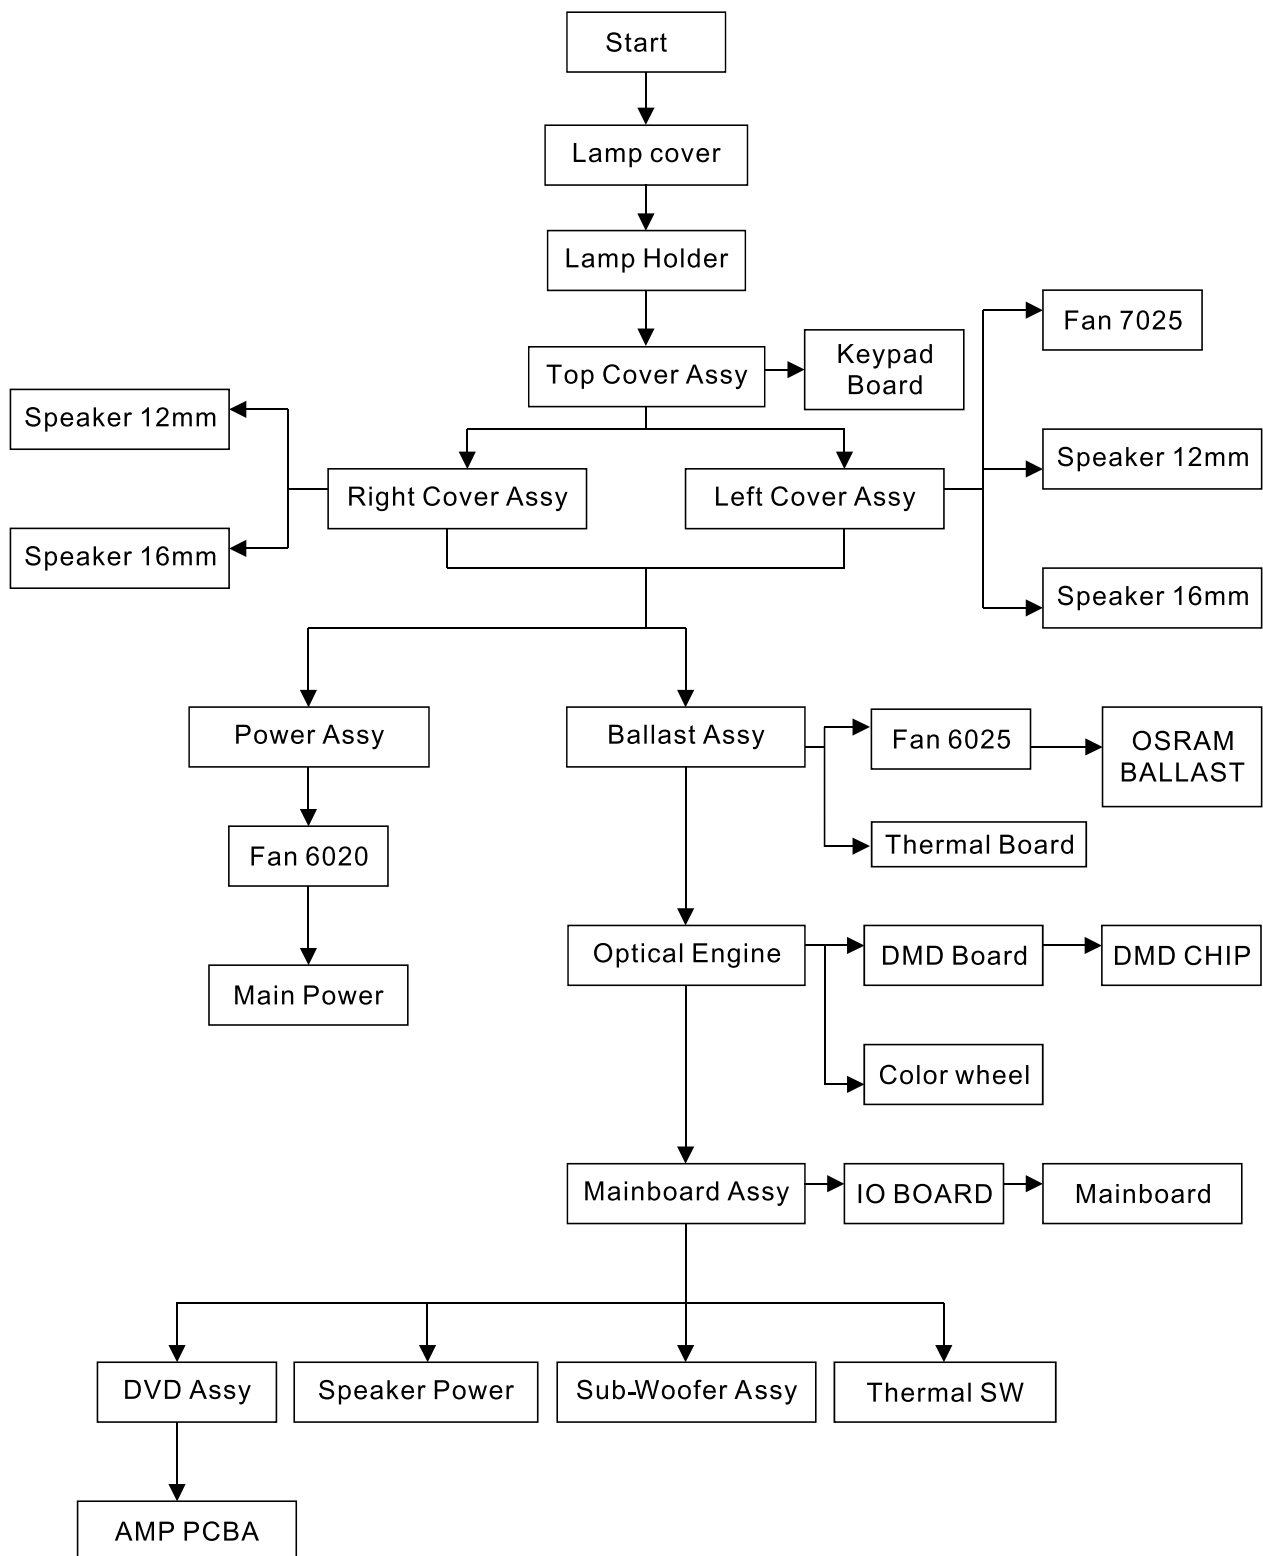 Start
Lamp cover
Lamp Holder
Fan 7025
Top Cover Assy
Keypad
Board
Speaker 12mm
Speaker 12mm
Right Cover Assy
Left Cover Assy
Speaker 16mm
Speaker 16mm
Power Assy
Ballast Assy
Fan 6025
OSRAM
BALLAST
Fan 6020
Thermal Board
Optical Engine
DMD Board
DMD CHIP
Main Power
Color wheel
Mainboard Assy
IO BOARD
Mainboard
DVD Assy
Speaker Power
Sub-Woofer Assy
Thermal SW
AMP PCBA